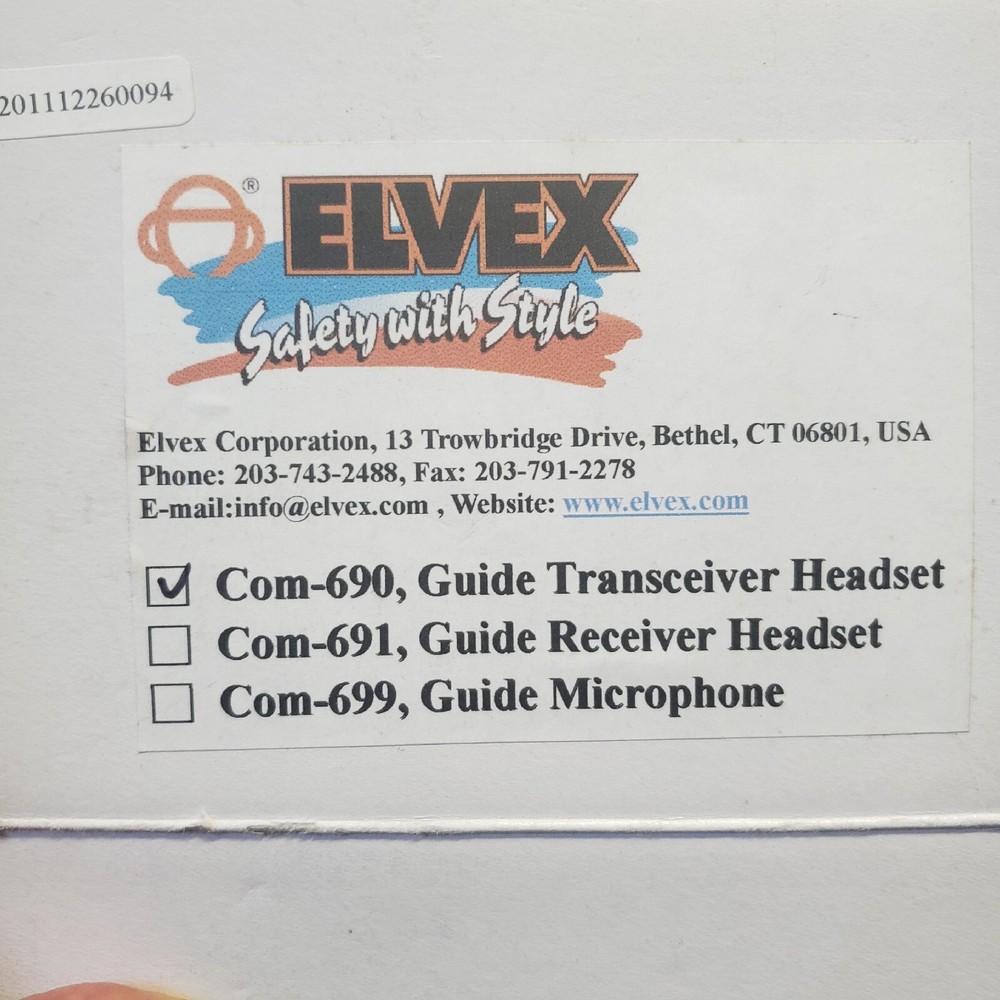 201112260094
®
ELVEX
Safety with Style
Elvex Corporation, 13 Trowbridge Drive, Bethel, CT 06801, USA
Phone: 203-743-2488, Fax: 203-791-2278
E-mail:info@elvex.com , Website: www.elvex.com
Com-690, Guide Transceiver Headset
Com-691, Guide Receiver Headset
Com-699, Guide Microphone